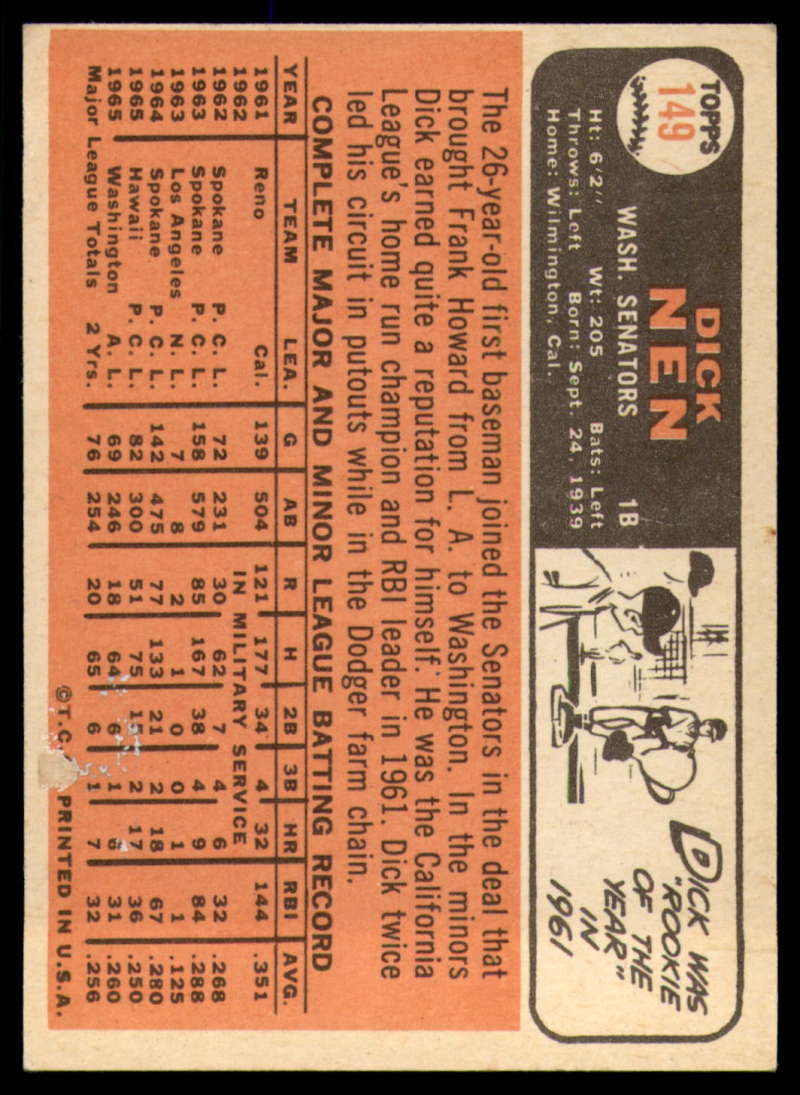 TOPPS
149
DICK
NEN
WASH. SENATORS 1B
Ht: 6'2" Wt: 205 Bats: Left
Throws: Left Born: Sept. 24, 1939
Home: Wilmington, Cal.
DICK WAS
"ROOKIE
OF THE
YEAR"
IN
1961
The 26-year-old first baseman joined the Senators in the deal that
brought Frank Howard from L. A. to Washington. In the minors
Dick earned quite a reputation for himself. He was the California
League's home run champion and RBI leader in 1961. Dick twice
led his circuit in putouts while in the Dodger farm chain.
COMPLETE MAJOR AND MINOR LEAGUE BATTING RECORD
YEAR TEAM LEA. G AB R H 2B 3B HR RBI AVG.
1961 Reno Cal. 139 504 121 177 34 4 32 144 .351
1962 IN MILITARY SERVICE
1962 Spokane P. C. L. 72 231 30 62 7 4 6 32 .268
1963 Spokane P. C. L. 158 579 85 167 38 4 9 84 .288
1963 Los Angeles N. L. 7 8 2 1 0 0 1 1 .125
1964 Spokane P. C. L. 142 475 77 133 21 2 18 67 .280
1965 Hawaii P. C. L. 82 300 51 75 15 2 17 36 .250
1965 Washington A. L. 69 246 18 64 6 1 6 31 .260
Major League Totals 2 Yrs. 76 254 20 65 6 1 7 32 .256
©T.C. PRINTED IN U.S.A.